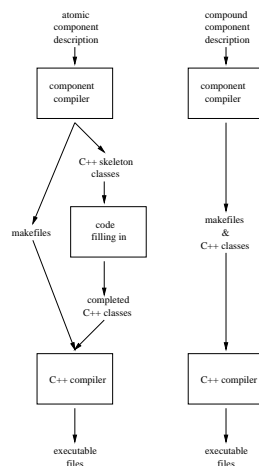 atomic
component
description
component
compiler
C++ skeleton
classes
code
filling in
makefiles
completed
C++ classes
C++ compiler
executable
files
compound
component
description
component
compiler
makefiles
&
C++ classes
C++ compiler
executable
files